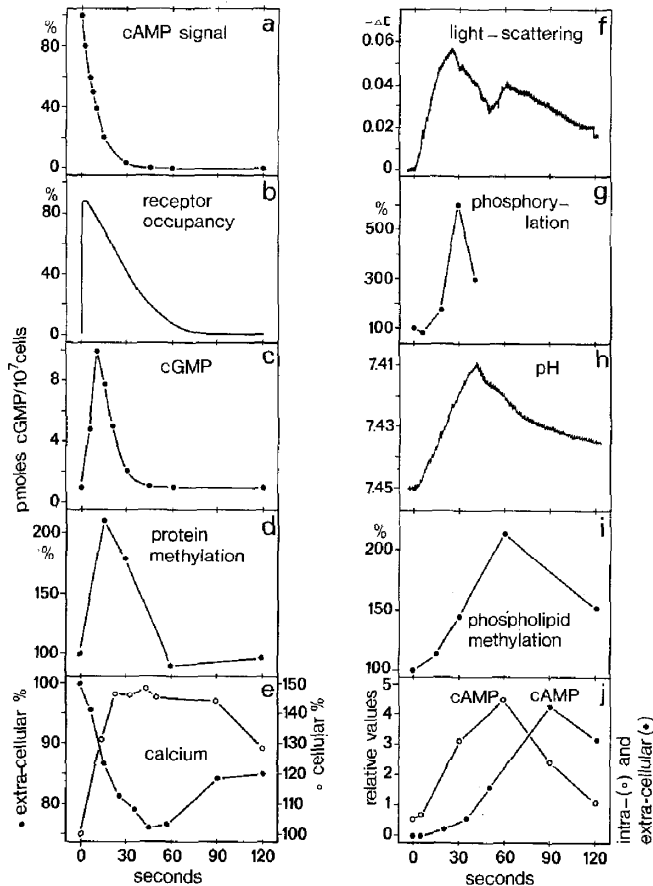 a
cAMP signal
%
80
40
0
b
receptor
occupancy
%
80
40
0
c
cGMP
pmoles cGMP/10⁷cells
10
8
4
0
d
protein
methylation
200
%
150
100
e
calcium
• extra-cellular %
100
95
85
75
150
140
130
120
110
100
○ cellular %
0 30 60 90 120
seconds
f
light-scattering
0.06
0.04
0.02
0
g
phosphory-
lation
%
500
300
100
h
pH
7.41
7.43
7.45
i
phospholipid
methylation
%
200
150
100
j
cAMP cAMP
relative values
5
4
3
2
1
0
intra-(○) and
extra-cellular(•)
0 30 60 90 120
seconds